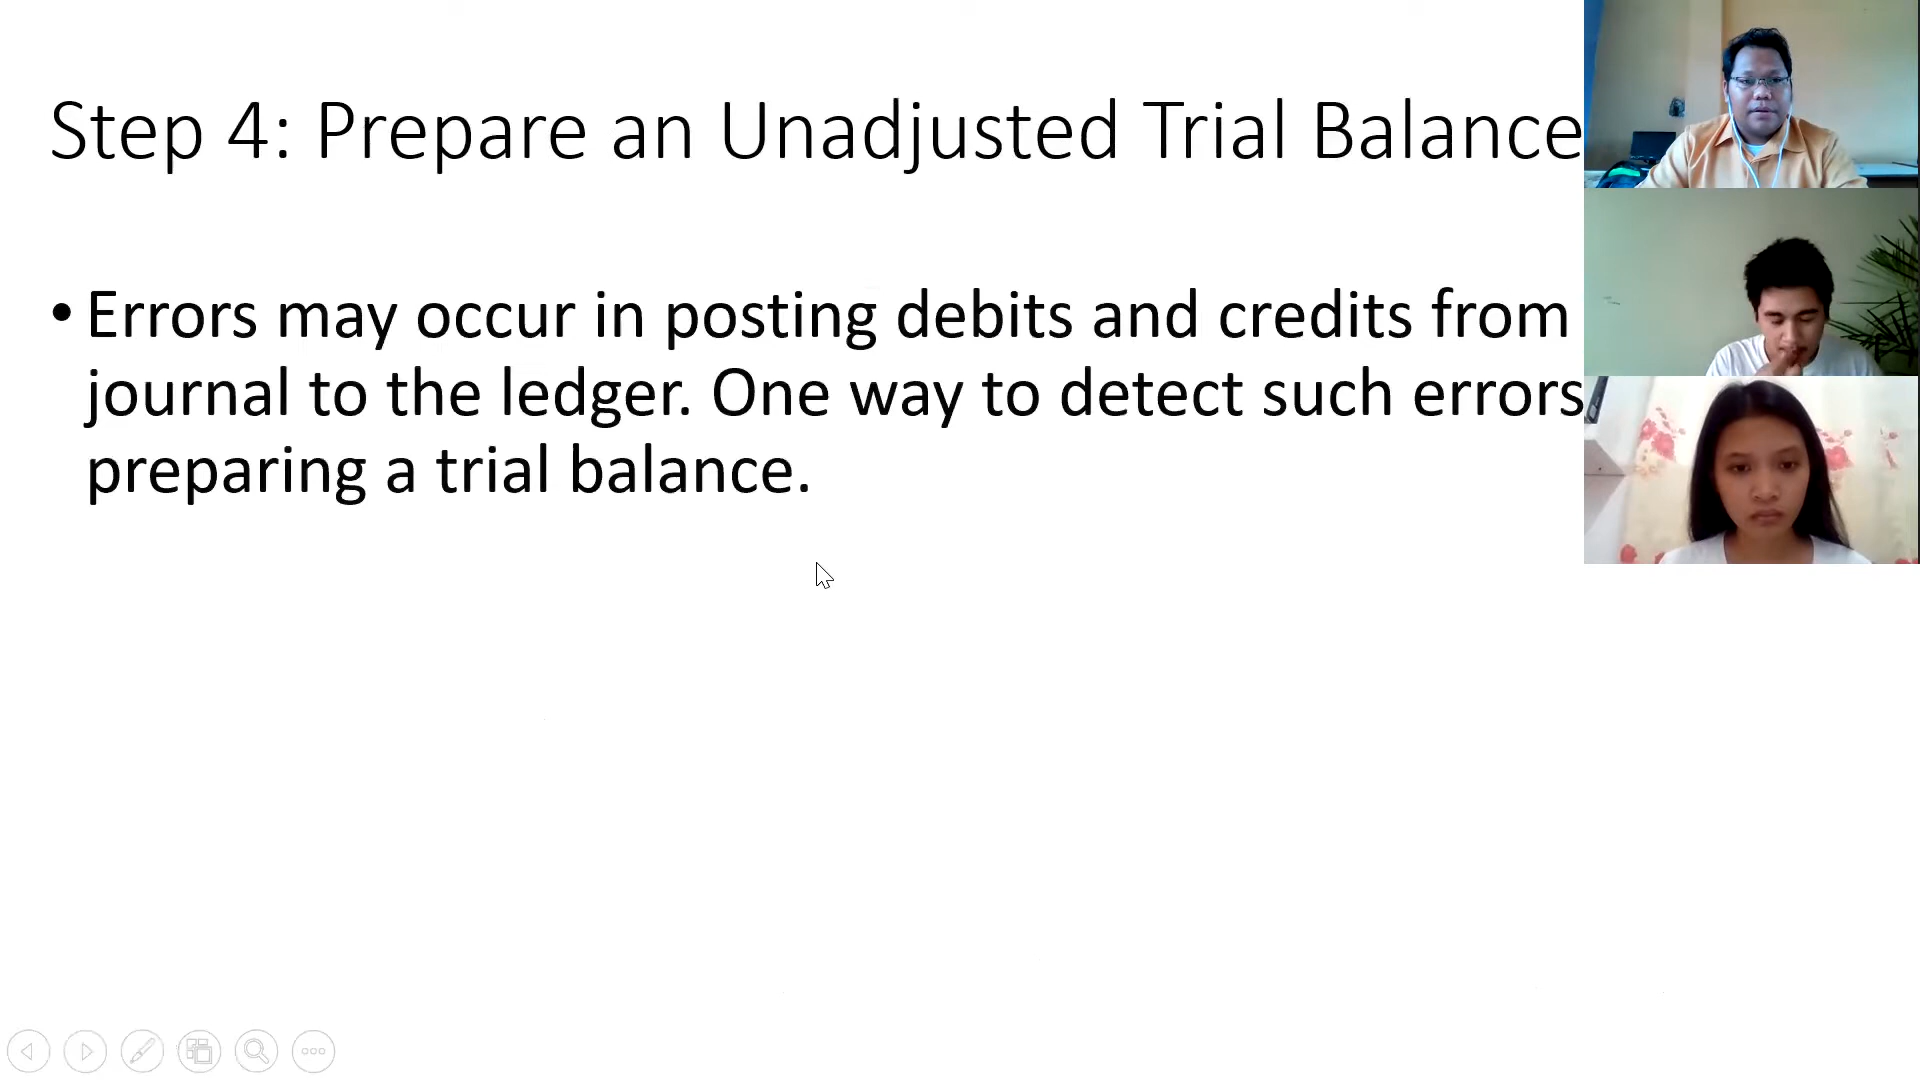 Step 4: Prepare an Unadjusted Trial Balance
• Errors may occur in posting debits and credits from
journal to the ledger. One way to detect such errors
preparing a trial balance.